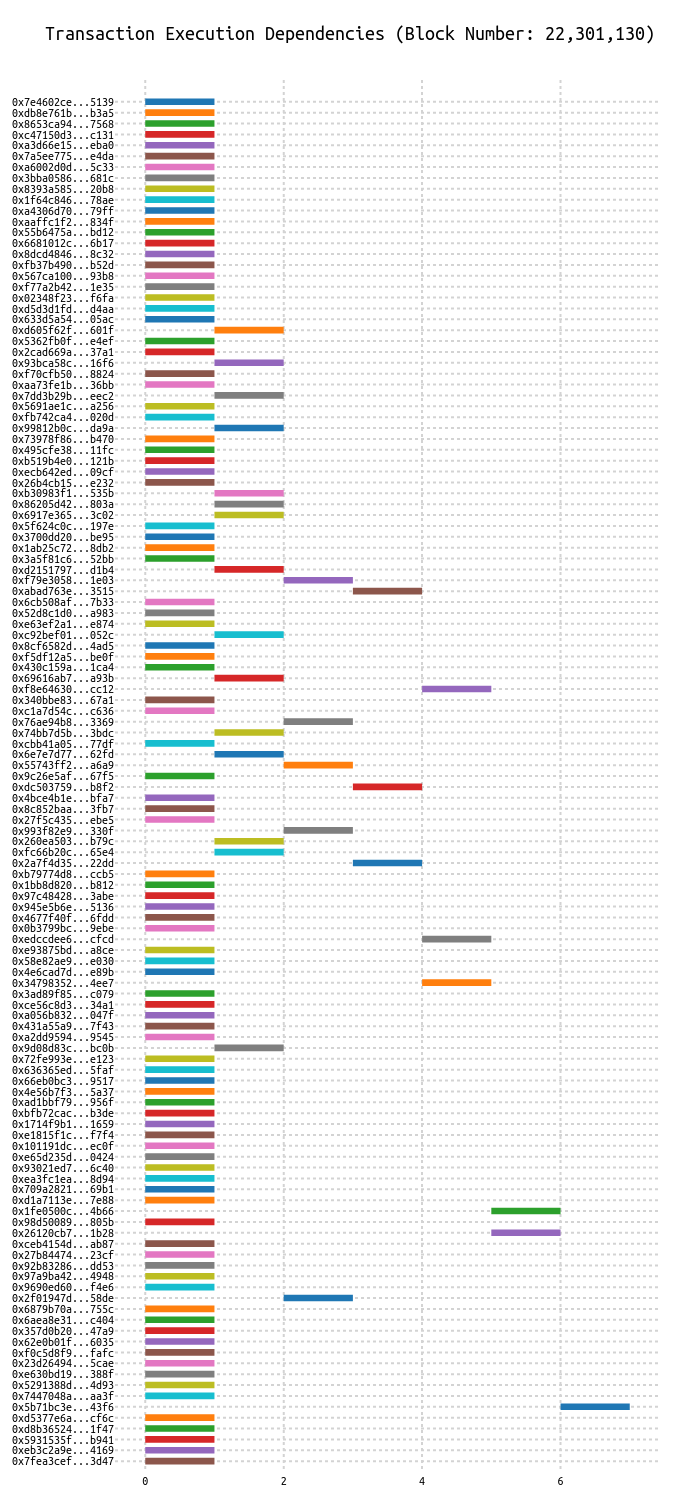 Transaction Execution Dependencies (Block Number: 22,301,130)
0x7e4602ce...5139
0xdb8e761b...b3a5
0x8653ca94...7568
0xc47150d3...c131
0xa3d66e15...eba0
0x7a5ee775...e4da
0xa6002d0d...5c33
0x3bba0586...681c
0x8393a585...20b8
0x1f64c846...78ae
0xa4306d70...79ff
0xaaffc1f2...834f
0x55b6475a...bd12
0x6681012c...6b17
0x8dcd4846...8c32
0xfb37b490...b52d
0x567ca100...93b8
0xf77a2b42...1e35
0x02348f23...f6fa
0xd5d3d1fd...d4aa
0x633d5a54...05ac
0xd605f62f...601f
0x5362fb0f...e4ef
0x2cad669a...37a1
0x93bca58c...16f6
0xf70cfb50...8824
0xaa73fe1b...36bb
0x7dd3b29b...eec2
0x5691ae1c...a256
0xfb742ca4...020d
0x99812b0c...da9a
0x73978f86...b470
0x495cfe38...11fc
0xb519b4e0...121b
0xecb642ed...09cf
0x26b4cb15...e232
0xb30983f1...535b
0x86205d42...803a
0x6917e365...3c02
0x5f624c0c...197e
0x3700dd20...be95
0x1ab25c72...8db2
0x3a5f81c6...52bb
0xd2151797...d1b4
0xf79e3058...1e03
0xabad763e...3515
0x6cb508af...7b33
0x52d8c1d0...a983
0xe63ef2a1...e874
0xc92bef01...052c
0x8cf6582d...4ad5
0xf5df12a5...be0f
0x430c159a...1ca4
0x69616ab7...a93b
0xf8e64630...cc12
0x340bbe83...67a1
0xc1a7d54c...c636
0x76ae94b8...3369
0x74bb7d5b...3bdc
0xcbb41a05...77df
0x6e7e7d77...62fd
0x55743ff2...a6a9
0x9c26e5af...67f5
0xdc503759...b8f2
0x4bce4b1e...bfa7
0x8c852baa...3fb7
0x27f5c435...ebe5
0x993f82e9...330f
0x260ea503...b79c
0xfc66b20c...65e4
0x2a7f4d35...22dd
0xb79774d8...ccb5
0x1bb8d820...b812
0x97c48428...3abe
0x945e5b6e...5136
0x4677f40f...6fdd
0x0b3799bc...9ebe
0xedccdee6...cfcd
0xe93875bd...a8ce
0x58e82ae9...e030
0x4e6cad7d...e89b
0x34798352...4ee7
0x3ad89f85...c079
0xce56c8d3...34a1
0xa056b832...047f
0x431a55a9...7f43
0xa2dd9594...9545
0x9d08d83c...bc0b
0x72fe993e...e123
0x636365ed...5faf
0x66eb0bc3...9517
0x4e56b7f3...5a37
0xad1bbf79...956f
0xbfb72cac...b3de
0x1714f9b1...1659
0xe1815f1c...f7f4
0x101191dc...ec0f
0xe65d235d...0424
0x93021ed7...6c40
0xea3fc1ea...8d94
0x709a2821...69b1
0xd1a7113e...7e88
0x1fe0500c...4b66
0x98d50089...805b
0x26120cb7...1b28
0xceb4154d...ab87
0x27b84474...23cf
0x92b83286...dd53
0x97a9ba42...4948
0x9690ed60...f4e6
0x2f01947d...58de
0x6879b70a...755c
0x6aea8e31...c404
0x357d0b20...47a9
0x62e0b01f...6035
0xf0c5d8f9...fafc
0x23d26494...5cae
0xe630bd19...388f
0x5291388d...4d93
0x7447048a...aa3f
0x5b71bc3e...43f6
0xd5377e6a...cf6c
0xd8b36524...1f47
0x5931535f...b941
0xeb3c2a9e...4169
0x7fea3cef...3d47
0 2 4 6